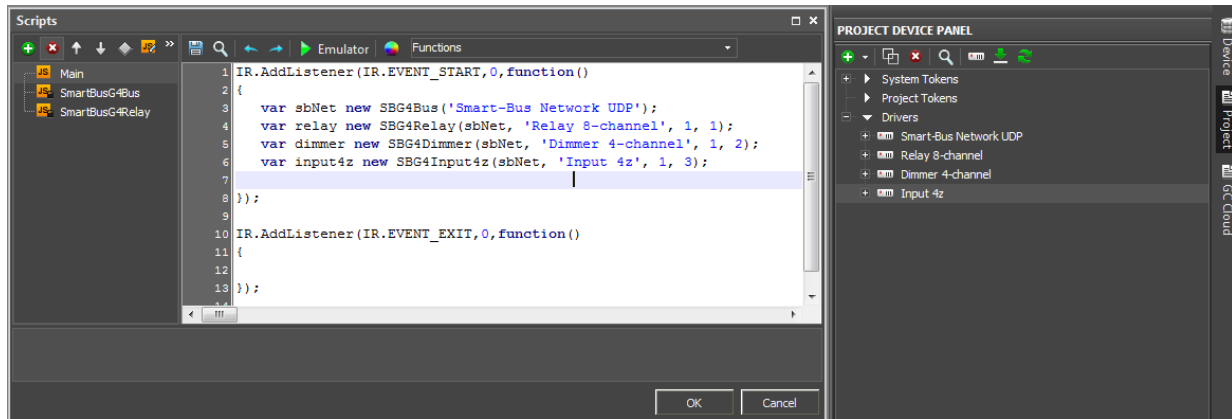 Scripts
Emulator
Functions
Main
SmartBusG4Bus
SmartBusG4Relay
1 IR.AddListener(IR.EVENT_START,0,function()
2 {
3 var sbNet new SBG4Bus('Smart-Bus Network UDP');
4 var relay new SBG4Relay(sbNet, 'Relay 8-channel', 1, 1);
5 var dimmer new SBG4Dimmer(sbNet, 'Dimmer 4-channel', 1, 2);
6 var input4z new SBG4Input4z(sbNet, 'Input 4z', 1, 3);
7
8 });
9
10 IR.AddListener(IR.EVENT_EXIT,0,function()
11 {
12
13 });
OK
Cancel
PROJECT DEVICE PANEL
System Tokens
Project Tokens
Drivers
Smart-Bus Network UDP
Relay 8-channel
Dimmer 4-channel
Input 4z
Device
Project
GC Cloud